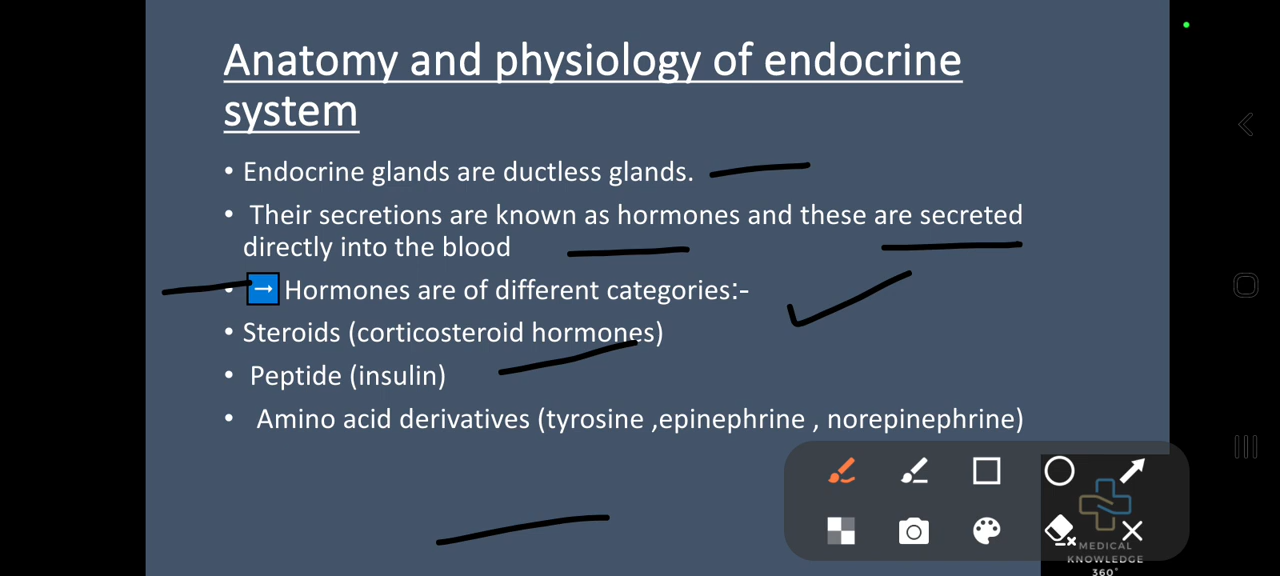 Anatomy and physiology of endocrine
system
• Endocrine glands are ductless glands.
• Their secretions are known as hormones and these are secreted
directly into the blood
• → Hormones are of different categories:-
• Steroids (corticosteroid hormones)
• Peptide (insulin)
• Amino acid derivatives (tyrosine ,epinephrine , norepinephrine)
MEDICAL
KNOWLEDGE
360°